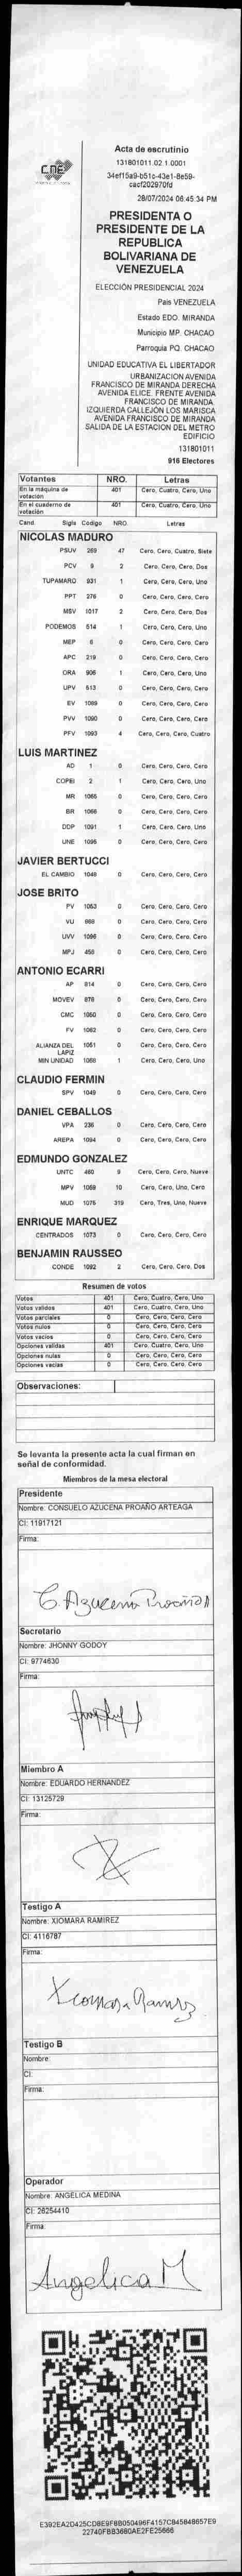 Acta de escrutinio
131801011.02.1.0001
34ef15a9-b51c-43e1-8e59-
cacf202970fd
28/07/2024 06:45:34 PM
CNE
PRESIDENTA O
PRESIDENTE DE LA
REPUBLICA
BOLIVARIANA DE
VENEZUELA
ELECCIÓN PRESIDENCIAL 2024
País VENEZUELA
Estado EDO. MIRANDA
Municipio MP. CHACAO
Parroquia PQ. CHACAO
UNIDAD EDUCATIVA EL LIBERTADOR
URBANIZACION AVENIDA
FRANCISCO DE MIRANDA DERECHA
AVENIDA ELICE. FRENTE AVENIDA
FRANCISCO DE MIRANDA.
IZQUIERDA CALLEJÓN LOS MARISCA
AVENIDA FRANCISCO DE MIRANDA
SALIDA DE LA ESTACION DEL METRO
EDIFICIO
131801011
916 Electores
Votantes NRO. Letras
En la máquina de votación 401 Cero, Cuatro, Cero, Uno
En el cuaderno de votación 401 Cero, Cuatro, Cero, Uno
Cand. Sigla Código NRO. Letras
NICOLAS MADURO
PSUV 269 47 Cero, Cero, Cuatro, Siete
PCV 9 2 Cero, Cero, Cero, Dos
TUPAMARO 931 1 Cero, Cero, Cero, Uno
PPT 276 0 Cero, Cero, Cero, Cero
MSV 1017 2 Cero, Cero, Cero, Dos
PODEMOS 514 1 Cero, Cero, Cero, Uno
MEP 6 0 Cero, Cero, Cero, Cero
APC 219 0 Cero, Cero, Cero, Cero
ORA 906 1 Cero, Cero, Cero, Uno
UPV 513 0 Cero, Cero, Cero, Cero
EV 1089 0 Cero, Cero, Cero, Cero
PVV 1090 0 Cero, Cero, Cero, Cero
PFV 1093 4 Cero, Cero, Cero, Cuatro
LUIS MARTINEZ
AD 1 0 Cero, Cero, Cero, Cero
COPEI 2 1 Cero, Cero, Cero, Uno
MR 1065 0 Cero, Cero, Cero, Cero
BR 1066 0 Cero, Cero, Cero, Cero
DDP 1091 1 Cero, Cero, Cero, Uno
UNE 1095 0 Cero, Cero, Cero, Cero
JAVIER BERTUCCI
EL CAMBIO 1048 0 Cero, Cero, Cero, Cero
JOSE BRITO
PV 1053 0 Cero, Cero, Cero, Cero
VU 969 0 Cero, Cero, Cero, Cero
UVV 1096 0 Cero, Cero, Cero, Cero
MPJ 456 0 Cero, Cero, Cero, Cero
ANTONIO ECARRI
AP 814 0 Cero, Cero, Cero, Cero
MOVEV 878 0 Cero, Cero, Cero, Cero
CMC 1050 0 Cero, Cero, Cero, Cero
FV 1062 0 Cero, Cero, Cero, Cero
ALIANZA DEL LAPIZ 1051 0 Cero, Cero, Cero, Cero
MIN UNIDAD 1068 1 Cero, Cero, Cero, Uno
CLAUDIO FERMIN
SPV 1049 0 Cero, Cero, Cero, Cero
DANIEL CEBALLOS
VPA 236 0 Cero, Cero, Cero, Cero
AREPA 1094 0 Cero, Cero, Cero, Cero
EDMUNDO GONZALEZ
UNTC 460 9 Cero, Cero, Cero, Nueve
MPV 1059 10 Cero, Cero, Uno, Cero
MUD 1075 319 Cero, Tres, Uno, Nueve
ENRIQUE MARQUEZ
CENTRADOS 1073 0 Cero, Cero, Cero, Cero
BENJAMIN RAUSSEO
CONDE 1092 2 Cero, Cero, Cero, Dos
Resumen de votos
Votos 401 Cero, Cuatro, Cero, Uno
Votos validos 401 Cero, Cuatro, Cero, Uno
Votos parciales 0 Cero, Cero, Cero, Cero
Votos nulos 0 Cero, Cero, Cero, Cero
Votos vacios 0 Cero, Cero, Cero, Cero
Opciones validas 401 Cero, Cuatro, Cero, Uno
Opciones nulas 0 Cero, Cero, Cero, Cero
Opciones vacias 0 Cero, Cero, Cero, Cero
Observaciones:
Se levanta la presente acta la cual firman en
señal de conformidad.
Miembros de la mesa electoral
Presidente
Nombre: CONSUELO AZUCENA PROAÑO ARTEAGA
CI: 11917121
Firma:
C. Azucena Proaño A
Secretario
Nombre: JHONNY GODOY
CI: 9774630
Firma:
Miembro A
Nombre: EDUARDO HERNANDEZ
CI: 13125729
Firma:
Testigo A
Nombre: XIOMARA RAMIREZ
CI: 4116787
Firma:
Xiomara Ramirez
Testigo B
Nombre:
CI:
Firma:
Operador
Nombre: ANGELICA MEDINA
CI: 26254410
Firma:
Angelica M
E392EA2D425CD8E9F8B050496F4157C845848657E9
22740FBB3680AE2FE25666